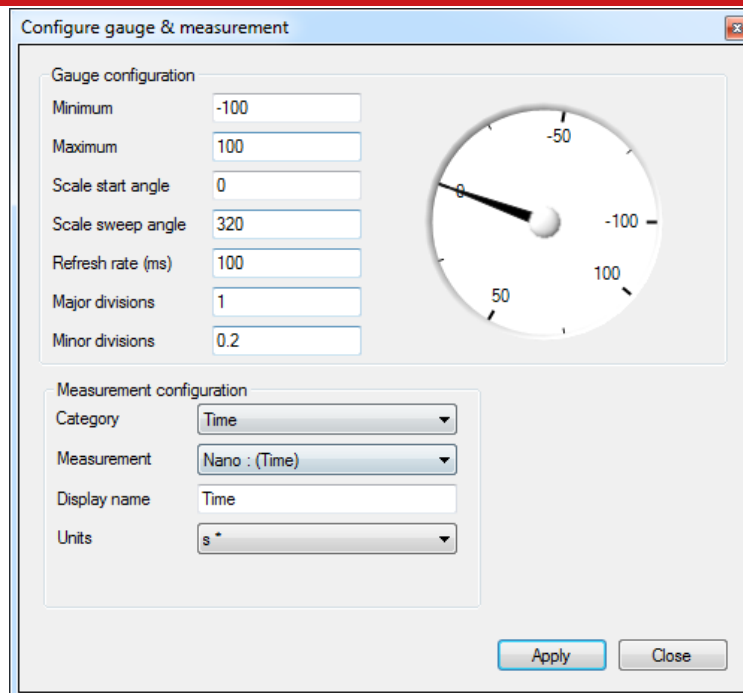 Configure gauge & measurement
Gauge configuration
Minimum -100
Maximum 100
Scale start angle 0
Scale sweep angle 320
Refresh rate (ms) 100
Major divisions 1
Minor divisions 0.2
-50
0
-100
100
50
Measurement configuration
Category Time
Measurement Nano : (Time)
Display name Time
Units s *
Apply Close